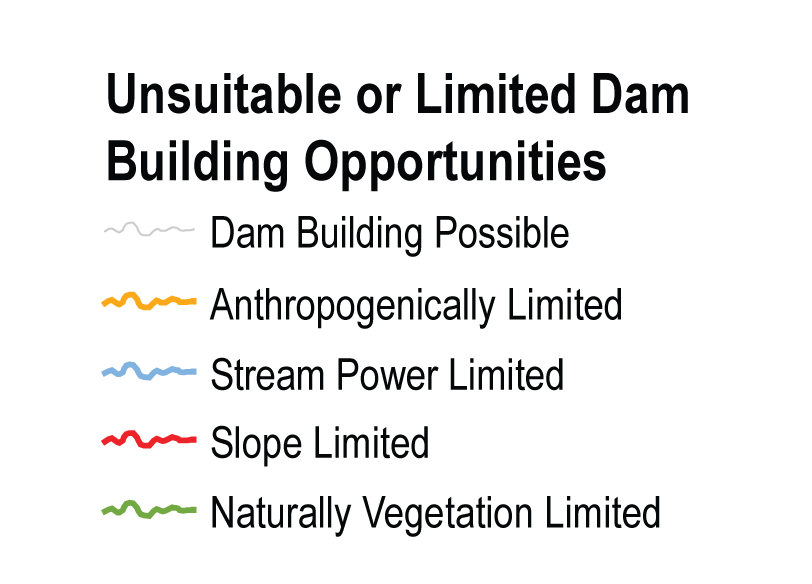 Unsuitable or Limited Dam
Building Opportunities
Dam Building Possible
Anthropogenically Limited
Stream Power Limited
Slope Limited
Naturally Vegetation Limited